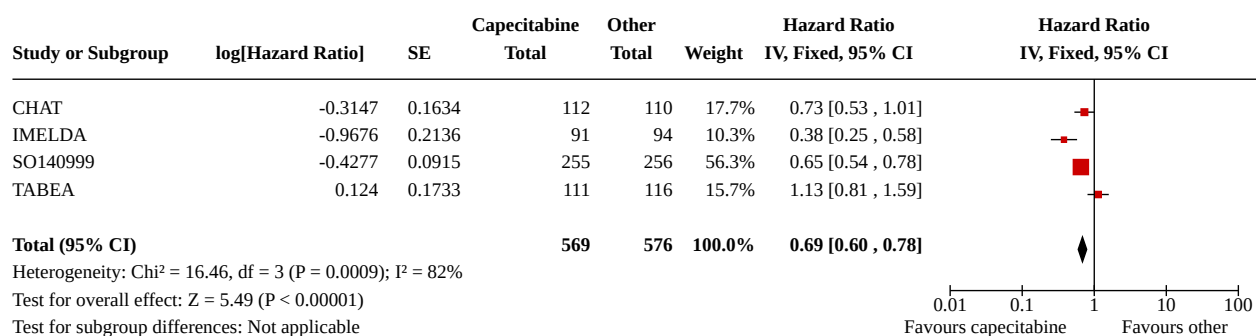 Capecitabine Other Hazard Ratio Hazard Ratio
Study or Subgroup log[Hazard Ratio] SE Total Total Weight IV, Fixed, 95% CI IV, Fixed, 95% CI
CHAT -0.3147 0.1634 112 110 17.7% 0.73 [0.53 , 1.01]
IMELDA -0.9676 0.2136 91 94 10.3% 0.38 [0.25 , 0.58]
SO140999 -0.4277 0.0915 255 256 56.3% 0.65 [0.54 , 0.78]
TABEA 0.124 0.1733 111 116 15.7% 1.13 [0.81 , 1.59]
Total (95% CI) 569 576 100.0% 0.69 [0.60 , 0.78]
Heterogeneity: Chi² = 16.46, df = 3 (P = 0.0009); I² = 82%
Test for overall effect: Z = 5.49 (P < 0.00001)
0.01 0.1 1 10 100
Test for subgroup differences: Not applicable Favours capecitabine Favours other